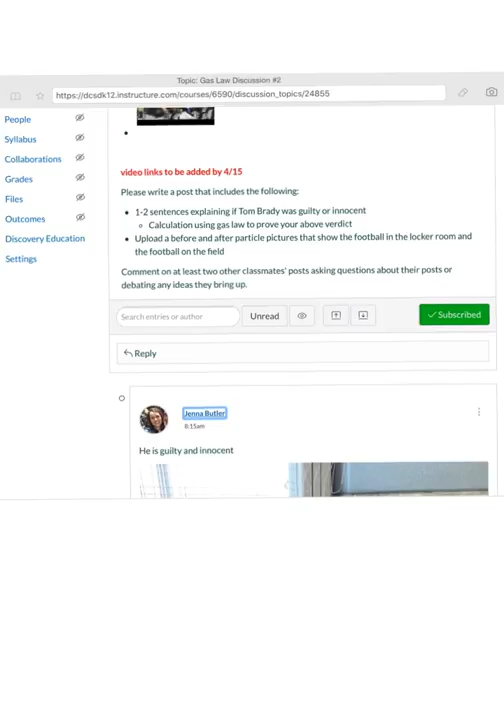 Topic: Gas Law Discussion #2
https://dcsdk12.instructure.com/courses/6590/discussion_topics/24855
People
Syllabus
Collaborations
Grades
Files
Outcomes
Discovery Education
Settings
video links to be added by 4/15
Please write a post that includes the following:
1-2 sentences explaining if Tom Brady was guilty or innocent
Calculation using gas law to prove your above verdict
Upload a before and after particle pictures that show the football in the locker room and
the football on the field
Comment on at least two other classmates' posts asking questions about their posts or
debating any ideas they bring up.
Search entries or author
Unread
Subscribed
Reply
Jenna Butler
8:15am
He is guilty and innocent